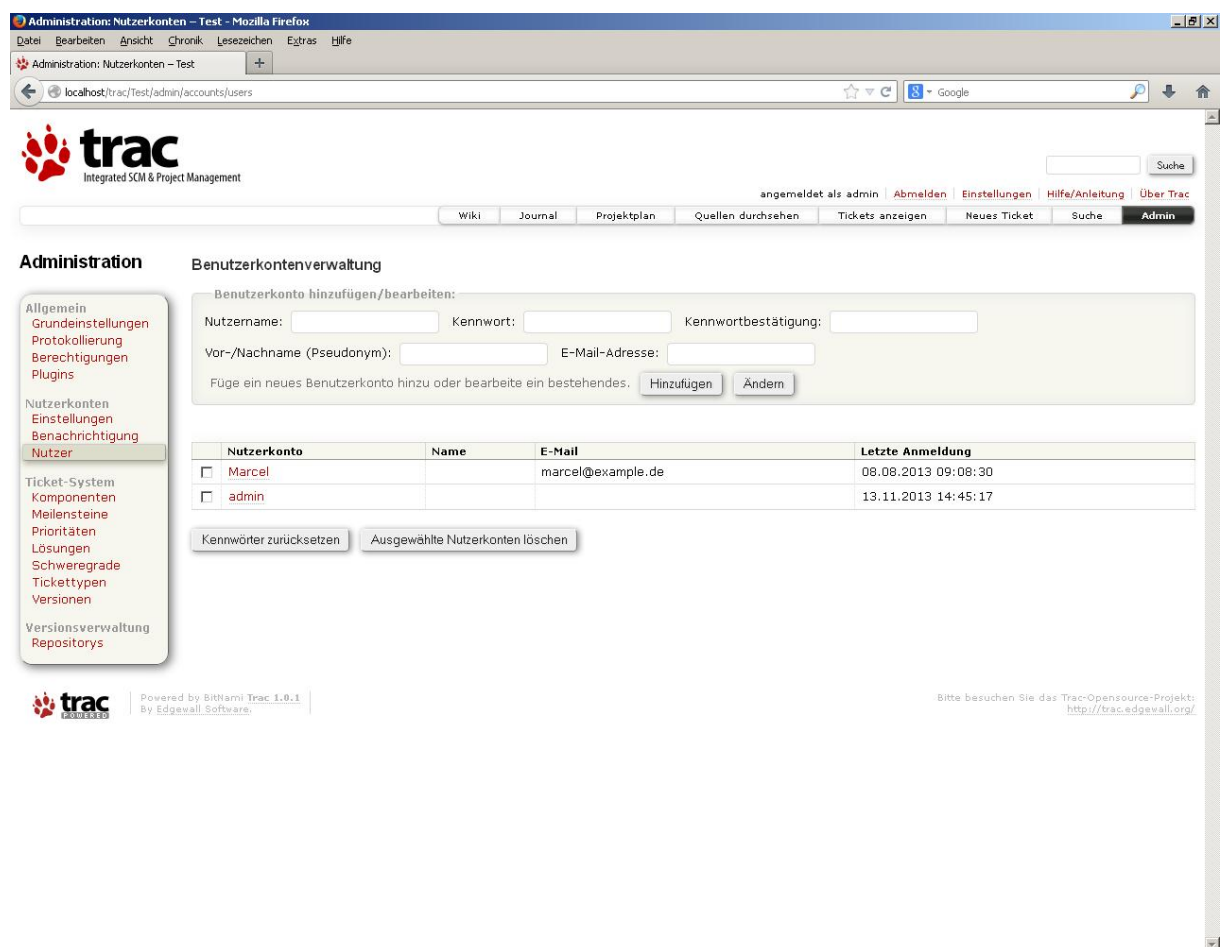 Administration: Nutzerkonten – Test - Mozilla Firefox
Datei Bearbeiten Ansicht Chronik Lesezeichen Extras Hilfe
Administration: Nutzerkonten – Test +
localhost/trac/Test/admin/accounts/users
8 Google
trac
Integrated SCM & Project Management
Suche
angemeldet als admin Abmelden Einstellungen Hilfe/Anleitung Über Trac
Wiki Journal Projektplan Quellen durchsehen Tickets anzeigen Neues Ticket Suche Admin
Administration
Allgemein
Grundeinstellungen
Protokollierung
Berechtigungen
Plugins
Nutzerkonten
Einstellungen
Benachrichtigung
Nutzer
Ticket-System
Komponenten
Meilensteine
Prioritäten
Lösungen
Schweregrade
Tickettypen
Versionen
Versionsverwaltung
Repositorys
Benutzerkontenverwaltung
Benutzerkonto hinzufügen/bearbeiten:
Nutzername: Kennwort: Kennwortbestätigung:
Vor-/Nachname (Pseudonym): E-Mail-Adresse:
Füge ein neues Benutzerkonto hinzu oder bearbeite ein bestehendes. Hinzufügen Ändern
Nutzerkonto Name E-Mail Letzte Anmeldung
Marcel marcel@example.de 08.08.2013 09:08:30
admin 13.11.2013 14:45:17
Kennwörter zurücksetzen Ausgewählte Nutzerkonten löschen
trac
POWERED
Powered by BitNami Trac 1.0.1
By Edgewall Software.
Bitte besuchen Sie das Trac-Opensource-Projekt:
http://trac.edgewall.org/